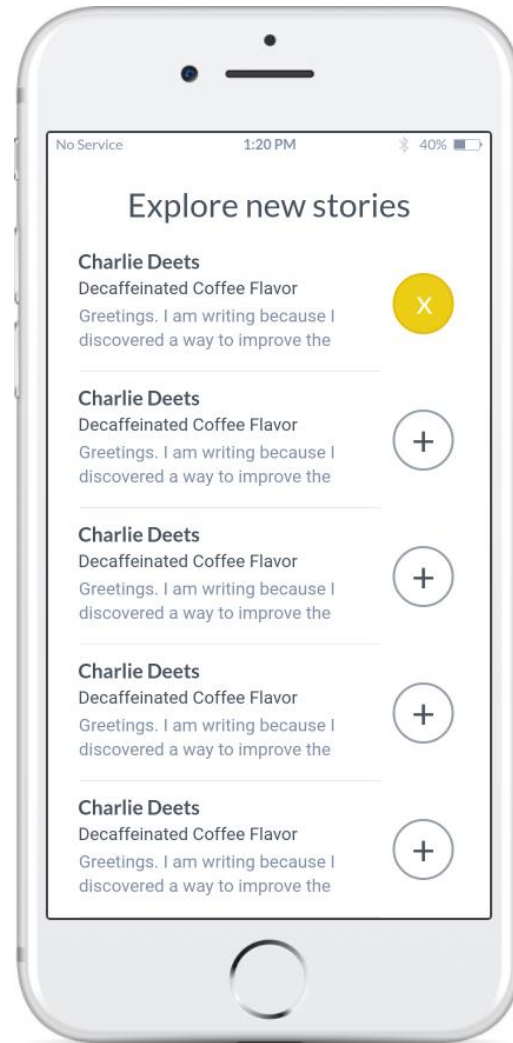 No Service 1:20 PM 40%
Explore new stories
Charlie Deets
Decaffeinated Coffee Flavor
Greetings. I am writing because I
discovered a way to improve the
X
Charlie Deets
Decaffeinated Coffee Flavor
Greetings. I am writing because I
discovered a way to improve the
+
Charlie Deets
Decaffeinated Coffee Flavor
Greetings. I am writing because I
discovered a way to improve the
+
Charlie Deets
Decaffeinated Coffee Flavor
Greetings. I am writing because I
discovered a way to improve the
+
Charlie Deets
Decaffeinated Coffee Flavor
Greetings. I am writing because I
discovered a way to improve the
+